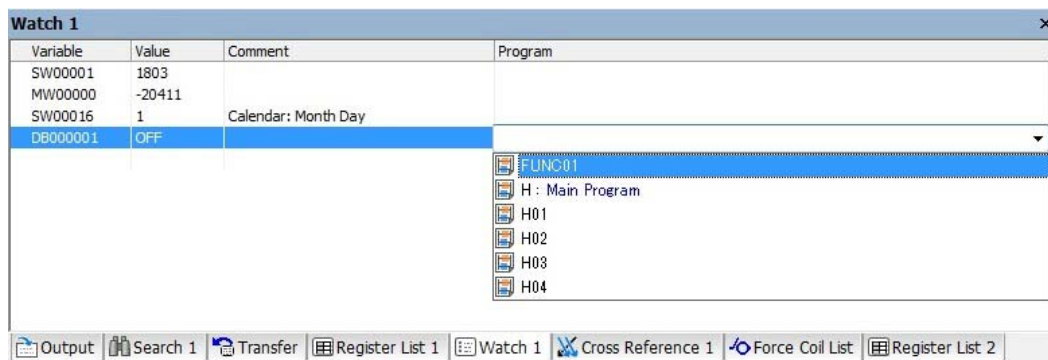 Watch 1
Variable Value Comment Program
SW00001 1803
MW00000 -20411
SW00016 1 Calendar: Month Day
DB000001 OFF
FUNC01
H : Main Program
H01
H02
H03
H04
Output Search 1 Transfer Register List 1 Watch 1 Cross Reference 1 Force Coil List Register List 2